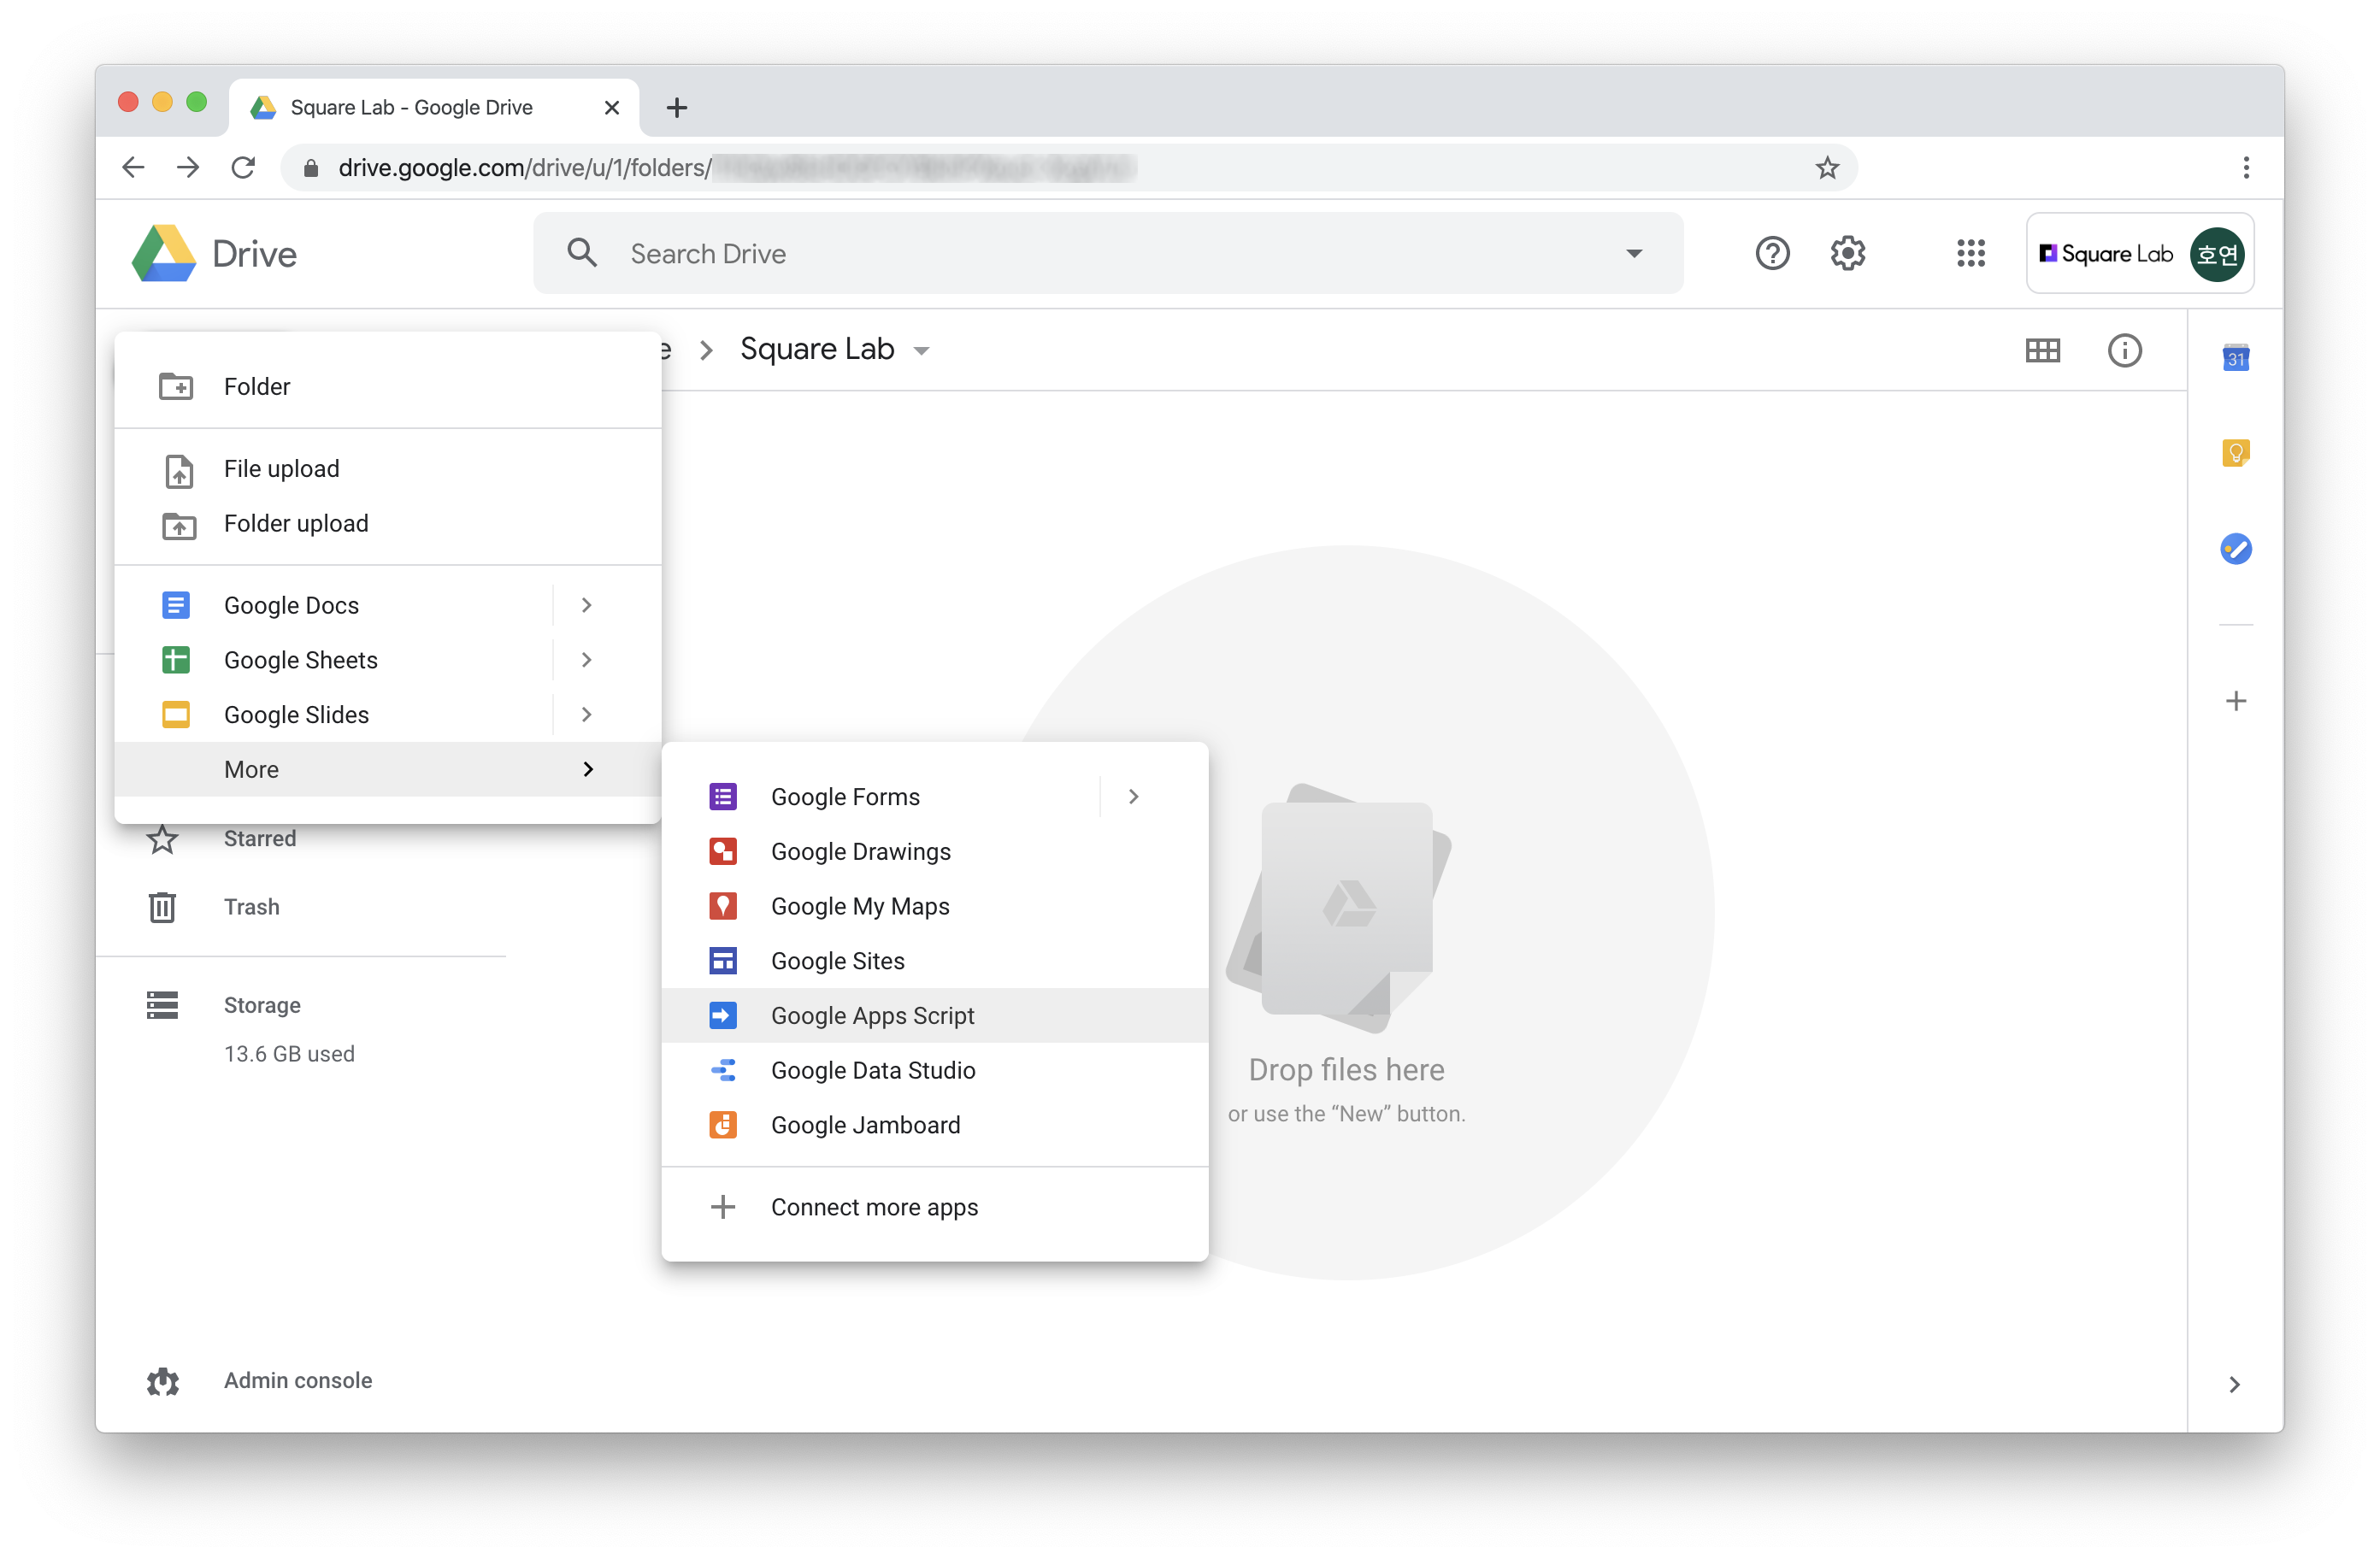 Square Lab - Google Drive
drive.google.com/drive/u/1/folders/
Drive
Search Drive
Square Lab
호연
e
Square Lab
31
Folder
File upload
Folder upload
Google Docs
Google Sheets
Google Slides
More
Starred
Trash
Storage
13.6 GB used
Admin console
Google Forms
Google Drawings
Google My Maps
Google Sites
Google Apps Script
Google Data Studio
Google Jamboard
Connect more apps
Drop files here
or use the “New” button.